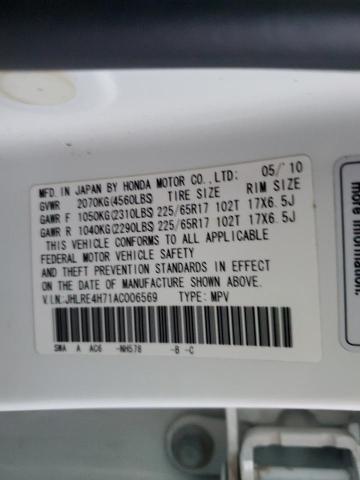 MFD.IN JAPAN BY HONDA MOTOR CO.,LTD: 05/'10
GVWR 2070KG(4560LBS) TIRE SIZE RIM SIZE
GAWR F 1050KG(2310LBS) 225/65R17 102T 17X6.5J
GAWR R 1040KG(2290LBS) 225/65R17 102T 17X6.5J
THIS VEHICLE CONFORMS TO ALL APPLICABLE
FEDERAL MOTOR VEHICLE SAFETY
AND THEFT PREVENTION STANDARDS IN EFFECT
ON THE DATE OF MANUFACTURE SHOWN ABOVE.
V.I.N:JHLRE4H71AC006569 TYPE: MPV
SWA A AC6 -NH578 -B -C
more information.